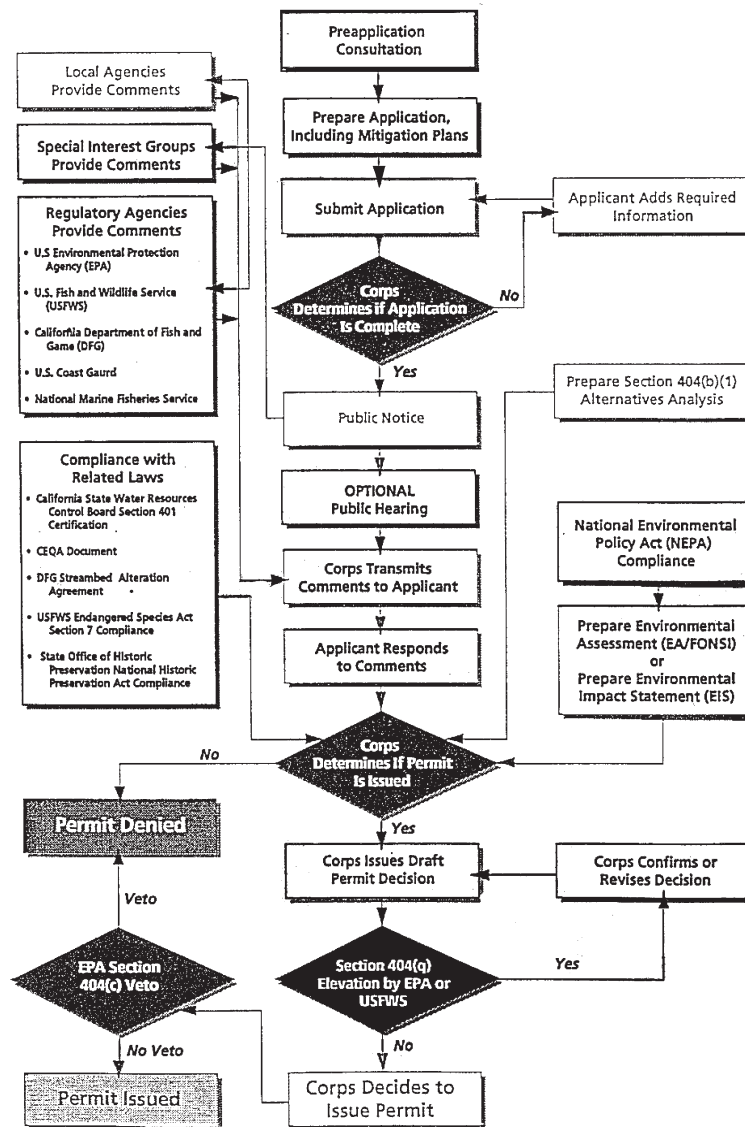 Preapplication
Consultation
Local Agencies
Provide Comments
Prepare Application,
Including Mitigation Plans
Special Interest Groups
Provide Comments
Submit Application
Applicant Adds Required
Information
Regulatory Agencies
Provide Comments
• U.S Environmental Protection
Agency (EPA)
• U.S. Fish and Wildlife Service
(USFWS)
• California Department of Fish and
Game (DFG)
• U.S. Coast Gaurd
• National Marine Fisheries Service
Corps
Determines if Application
Is Complete
No
Yes
Public Notice
Prepare Section 404(b)(1)
Alternatives Analysis
Compliance with
Related Laws
• California State Water Resources
Control Board Section 401
Certification
• CEQA Document
• DFG Streambed Alteration
Agreement
• USFWS Endangered Species Act
Section 7 Compliance
• State Office of Historic
Preservation National Historic
Preservation Act Compliance
OPTIONAL
Public Hearing
National Environmental
Policy Act (NEPA)
Compliance
Corps Transmits
Comments to Applicant
Prepare Environmental
Assessment (EA/FONSI)
or
Prepare Environmental
Impact Statement (EIS)
Applicant Responds
to Comments
Corps
Determines If Permit
Is Issued
No
Yes
Permit Denied
Corps Issues Draft
Permit Decision
Corps Confirms or
Revises Decision
Veto
EPA Section
404(c) Veto
Section 404(q)
Elevation by EPA or
USFWS
Yes
No Veto
No
Permit Issued
Corps Decides to
Issue Permit